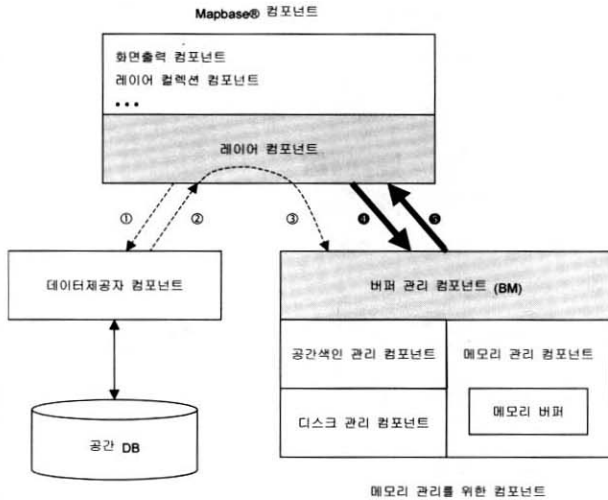 Mapbase® 컴포넌트
화면출력 컴포넌트
레이어 컬렉션 컴포넌트
•••
레이어 컴포넌트
① ② ③ ❹ ❺
데이터제공자 컴포넌트
버퍼 관리 컴포넌트 (BM)
공간색인 관리 컴포넌트
메모리 관리 컴포넌트
메모리 버퍼
디스크 관리 컴포넌트
공간 DB
메모리 관리를 위한 컴포넌트